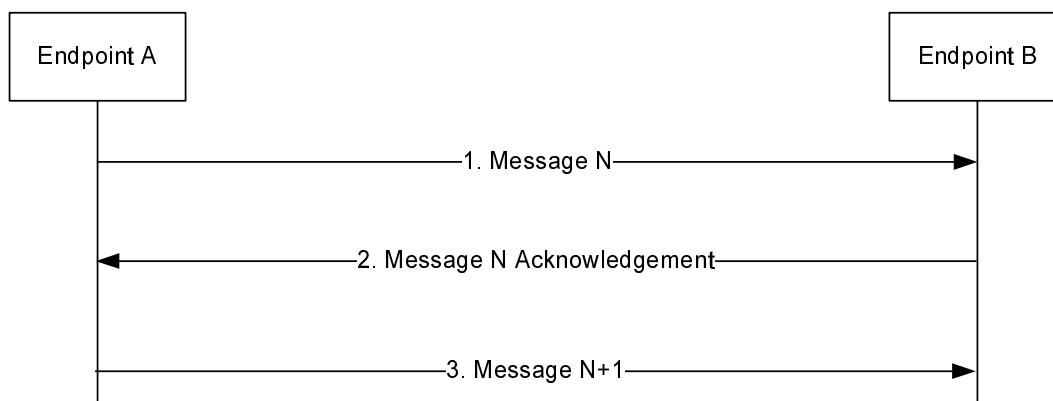 Endpoint A
Endpoint B
1. Message N
2. Message N Acknowledgement
3. Message N+1